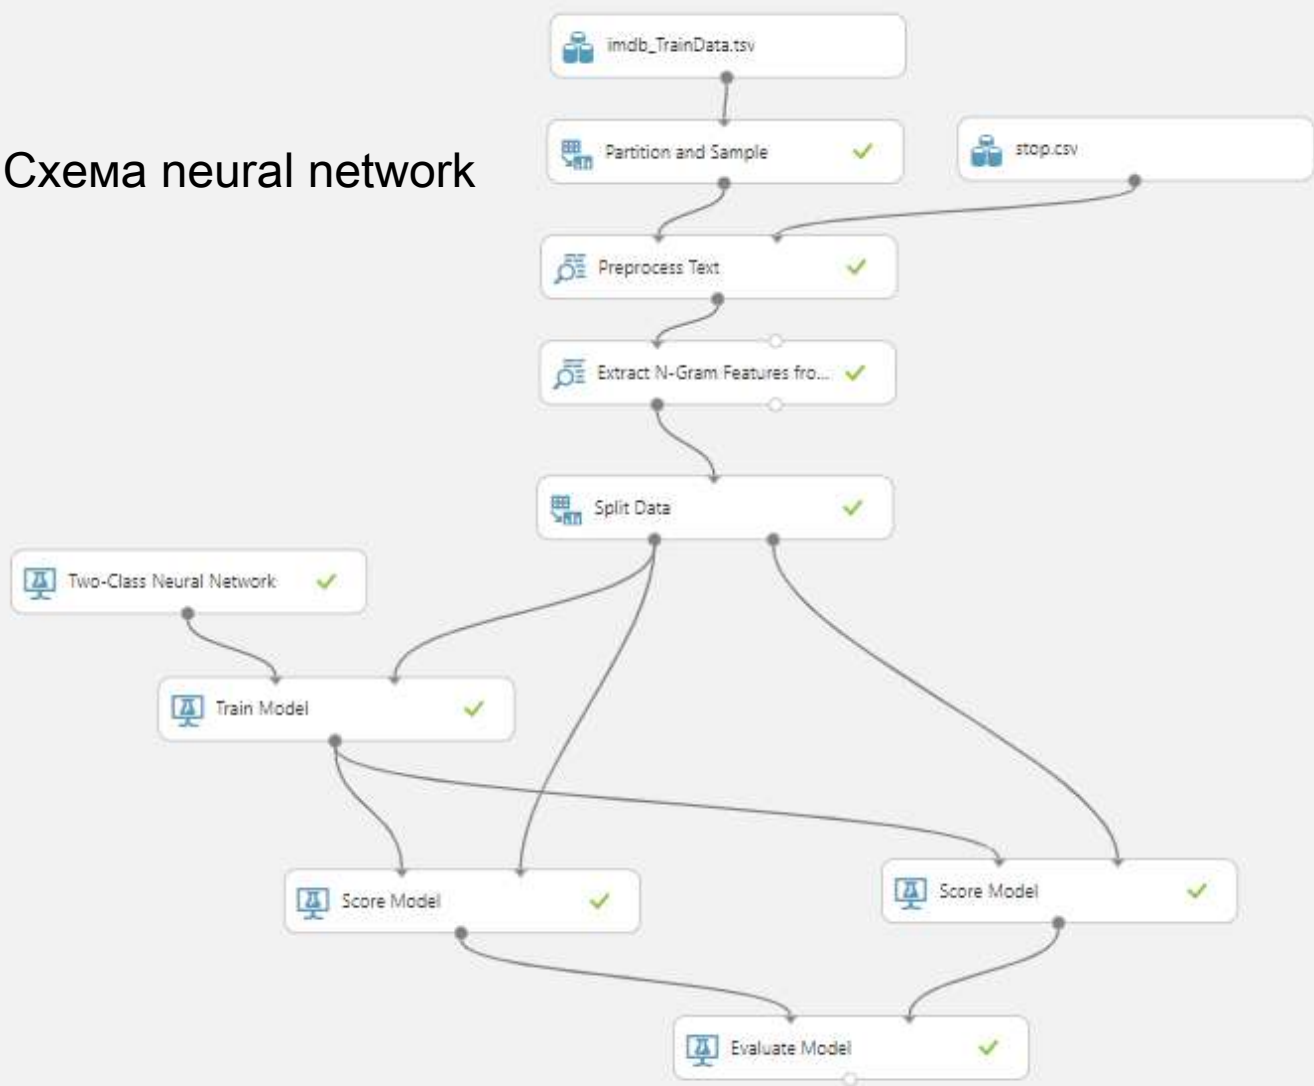 imdb_TrainData.tsv
Схема neural network
Partition and Sample
stop.csv
Preprocess Text
Extract N-Gram Features fro...
Split Data
Two-Class Neural Network
Train Model
Score Model
Score Model
Evaluate Model